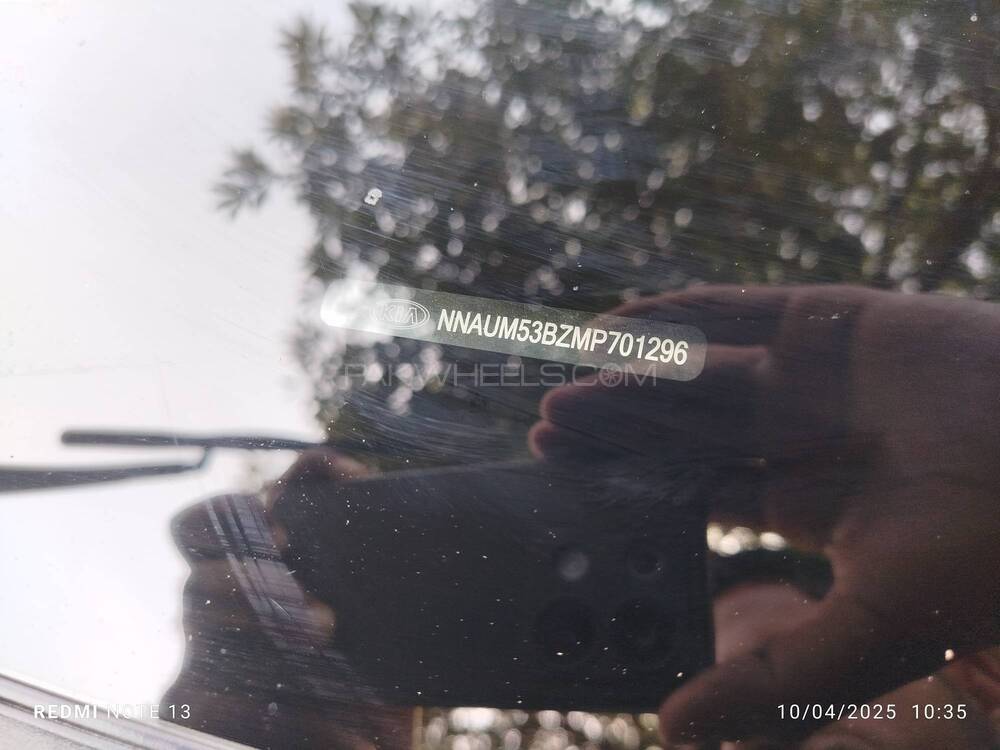 KIA NNAUM53BZMP701296
PAKWHEELS.COM
REDMI NOTE 13
10/04/2025 10:35